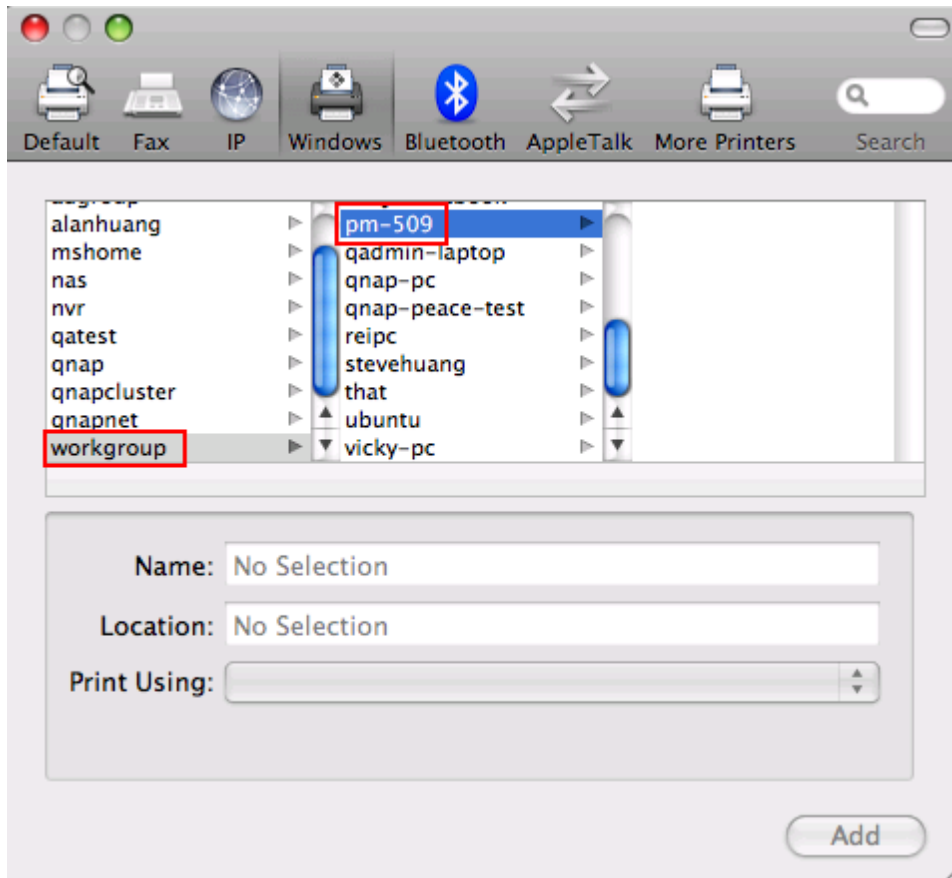 Default Fax IP Windows Bluetooth AppleTalk More Printers Search
alanhuang
mshome
nas
nvr
qatest
qnap
qnapcluster
qnapnet
workgroup
pm-509
qadmin-laptop
qnap-pc
qnap-peace-test
reipc
stevehuang
that
ubuntu
vicky-pc
Name: No Selection
Location: No Selection
Print Using:
Add